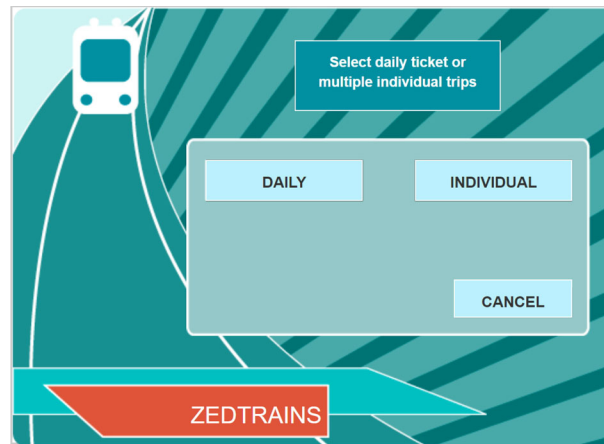 Select daily ticket or
multiple individual trips
DAILY
INDIVIDUAL
CANCEL
ZEDTRAINS